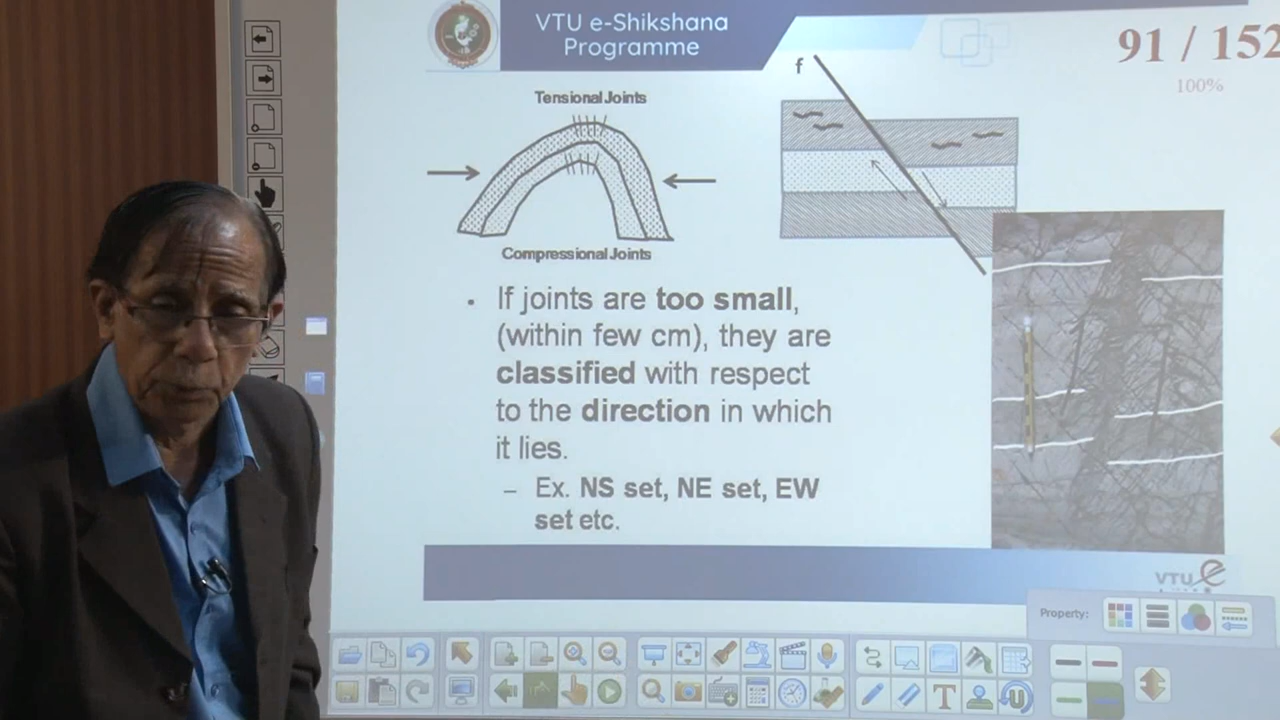 VTU e-Shikshana
Programme
91 / 152
100%
f
Tensional Joints
Compressional Joints
• If joints are too small,
(within few cm), they are
classified with respect
to the direction in which
it lies.
– Ex. NS set, NE set, EW
set etc.
VTU e
Property:
T